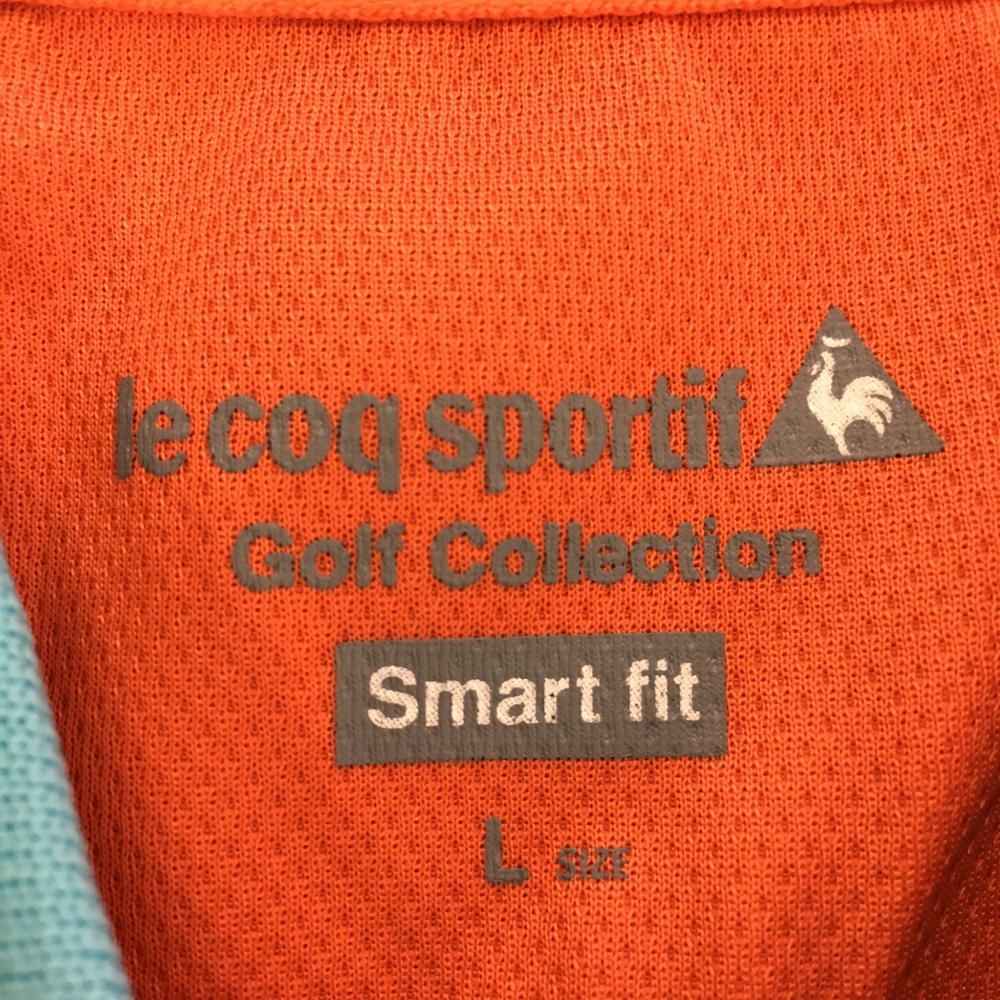 le coq sportif
Golf Collection
Smart fit
L SIZE